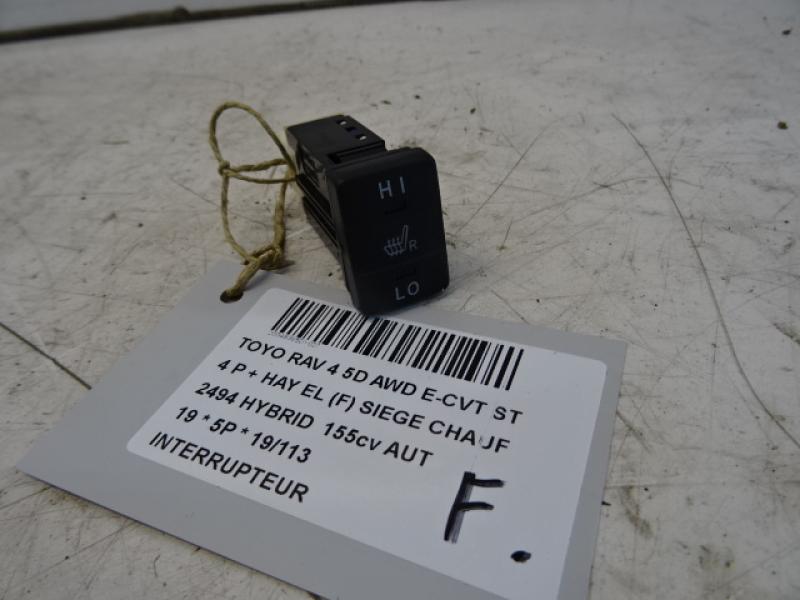 HI
R
LO
TOYO RAV 4 5D AWD E-CVT ST
4 P + HAY EL (F) SIEGE CHAUF
2494 HYBRID 155cv AUT
19 * 5P * 19/113
INTERRUPTEUR
F.